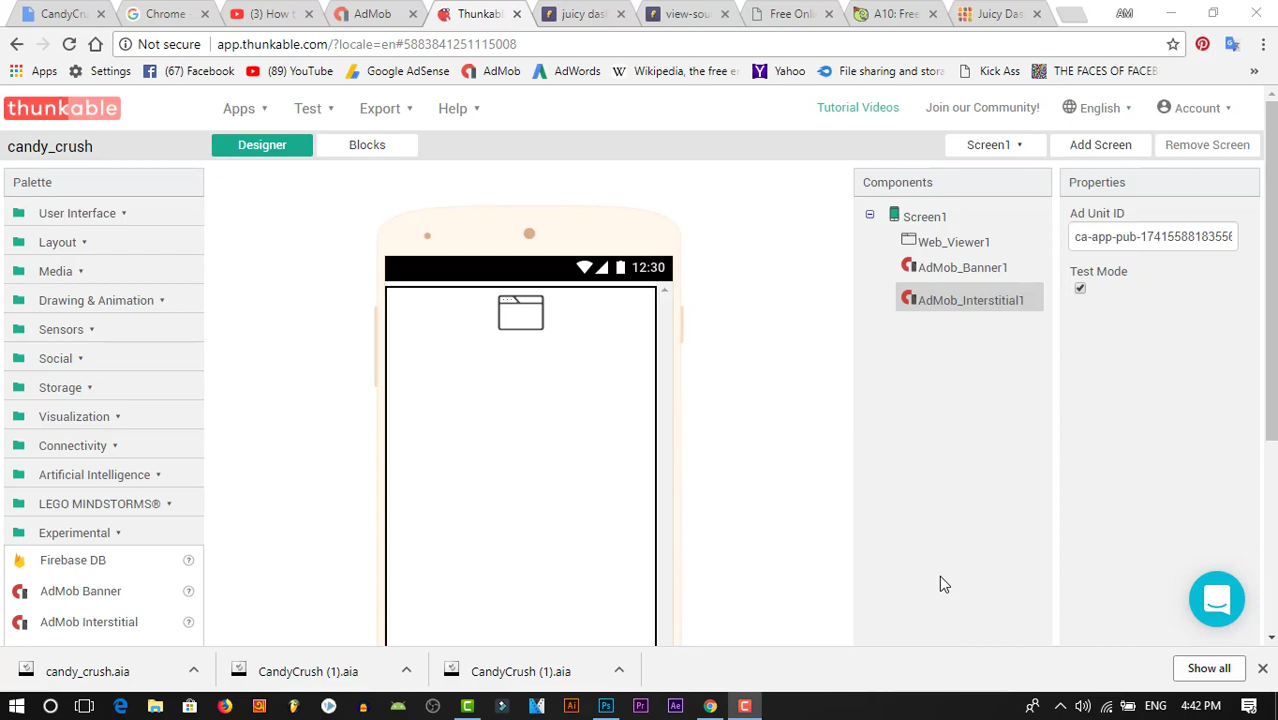 CandyCru
Chrome -
(3) How t
AdMob
Thunkabl
juicy das
view-sou
Free Onli
A10: Free
Juicy Das
AM
Not secure
app.thunkable.com/?locale=en#5883841251115008
Apps
Settings
(67) Facebook
(89) YouTube
Google AdSense
AdMob
AdWords
Wikipedia, the free e
Yahoo
File sharing and stora
Kick Ass
THE FACES OF FACEB
thunkable
Apps
Test
Export
Help
Tutorial Videos
Join our Community!
English
Account
candy_crush
Designer
Blocks
Screen1
Add Screen
Remove Screen
Palette
User Interface
Layout
Media
Drawing & Animation
Sensors
Social
Storage
Visualization
Connectivity
Artificial Intelligence
LEGO MINDSTORMS®
Experimental
Firebase DB
AdMob Banner
AdMob Interstitial
12:30
Components
Screen1
Web_Viewer1
AdMob_Banner1
AdMob_Interstitial1
Properties
Ad Unit ID
ca-app-pub-17415588183556
Test Mode
candy_crush.aia
CandyCrush (1).aia
CandyCrush (1).aia
Show all
ENG
4:42 PM